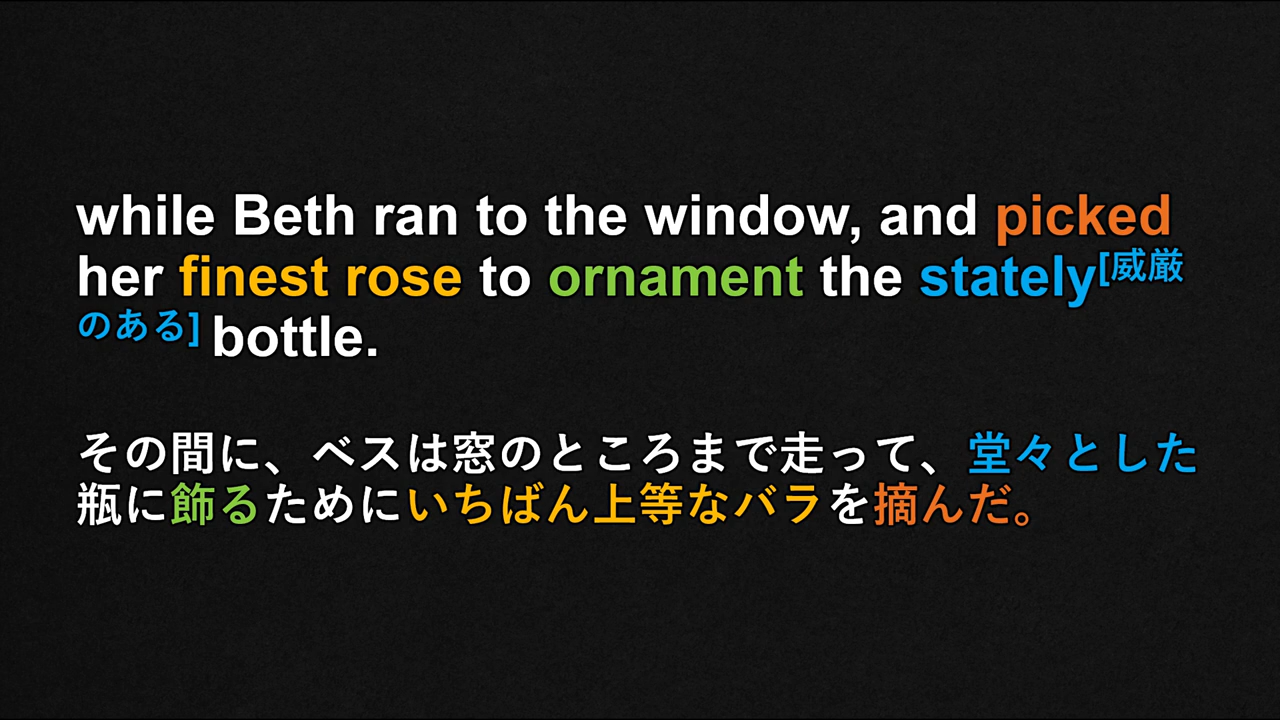 while Beth ran to the window, and picked
her finest rose to ornament the stately[威厳
のある] bottle.
その間に、ベスは窓のところまで走って、堂々とした
瓶に飾るためにいちばん上等なバラを摘んだ。